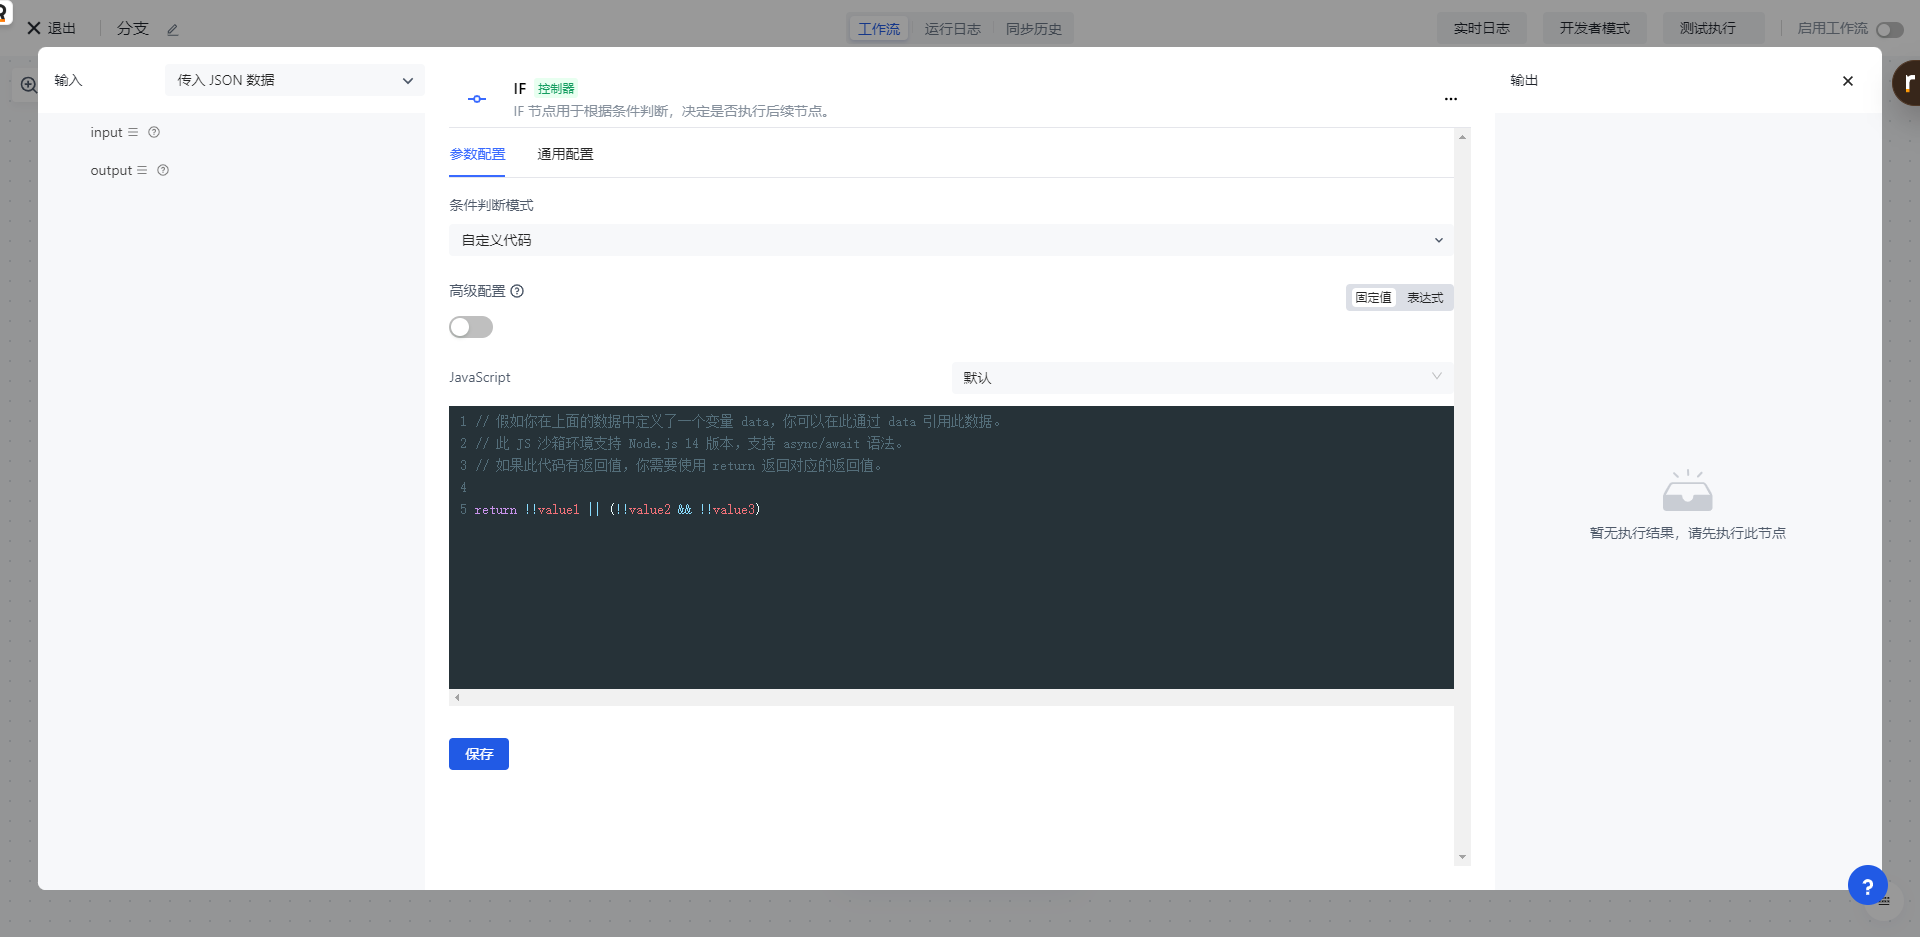 退出
分支
工作流
运行日志
同步历史
实时日志
开发者模式
测试执行
启用工作流
输入
传入 JSON 数据
input
output
IF 控制器
IF 节点用于根据条件判断，决定是否执行后续节点。
参数配置
通用配置
条件判断模式
自定义代码
高级配置
固定值
表达式
JavaScript
默认
1 // 假如你在上面的数据中定义了一个变量 data，你可以在此通过 data 引用此数据。
2 // 此 JS 沙箱环境支持 Node.js 14 版本，支持 async/await 语法。
3 // 如果此代码有返回值，你需要使用 return 返回对应的返回值。
4
5 return !!value1 || (!!value2 && !!value3)
保存
输出
暂无执行结果，请先执行此节点
r
?